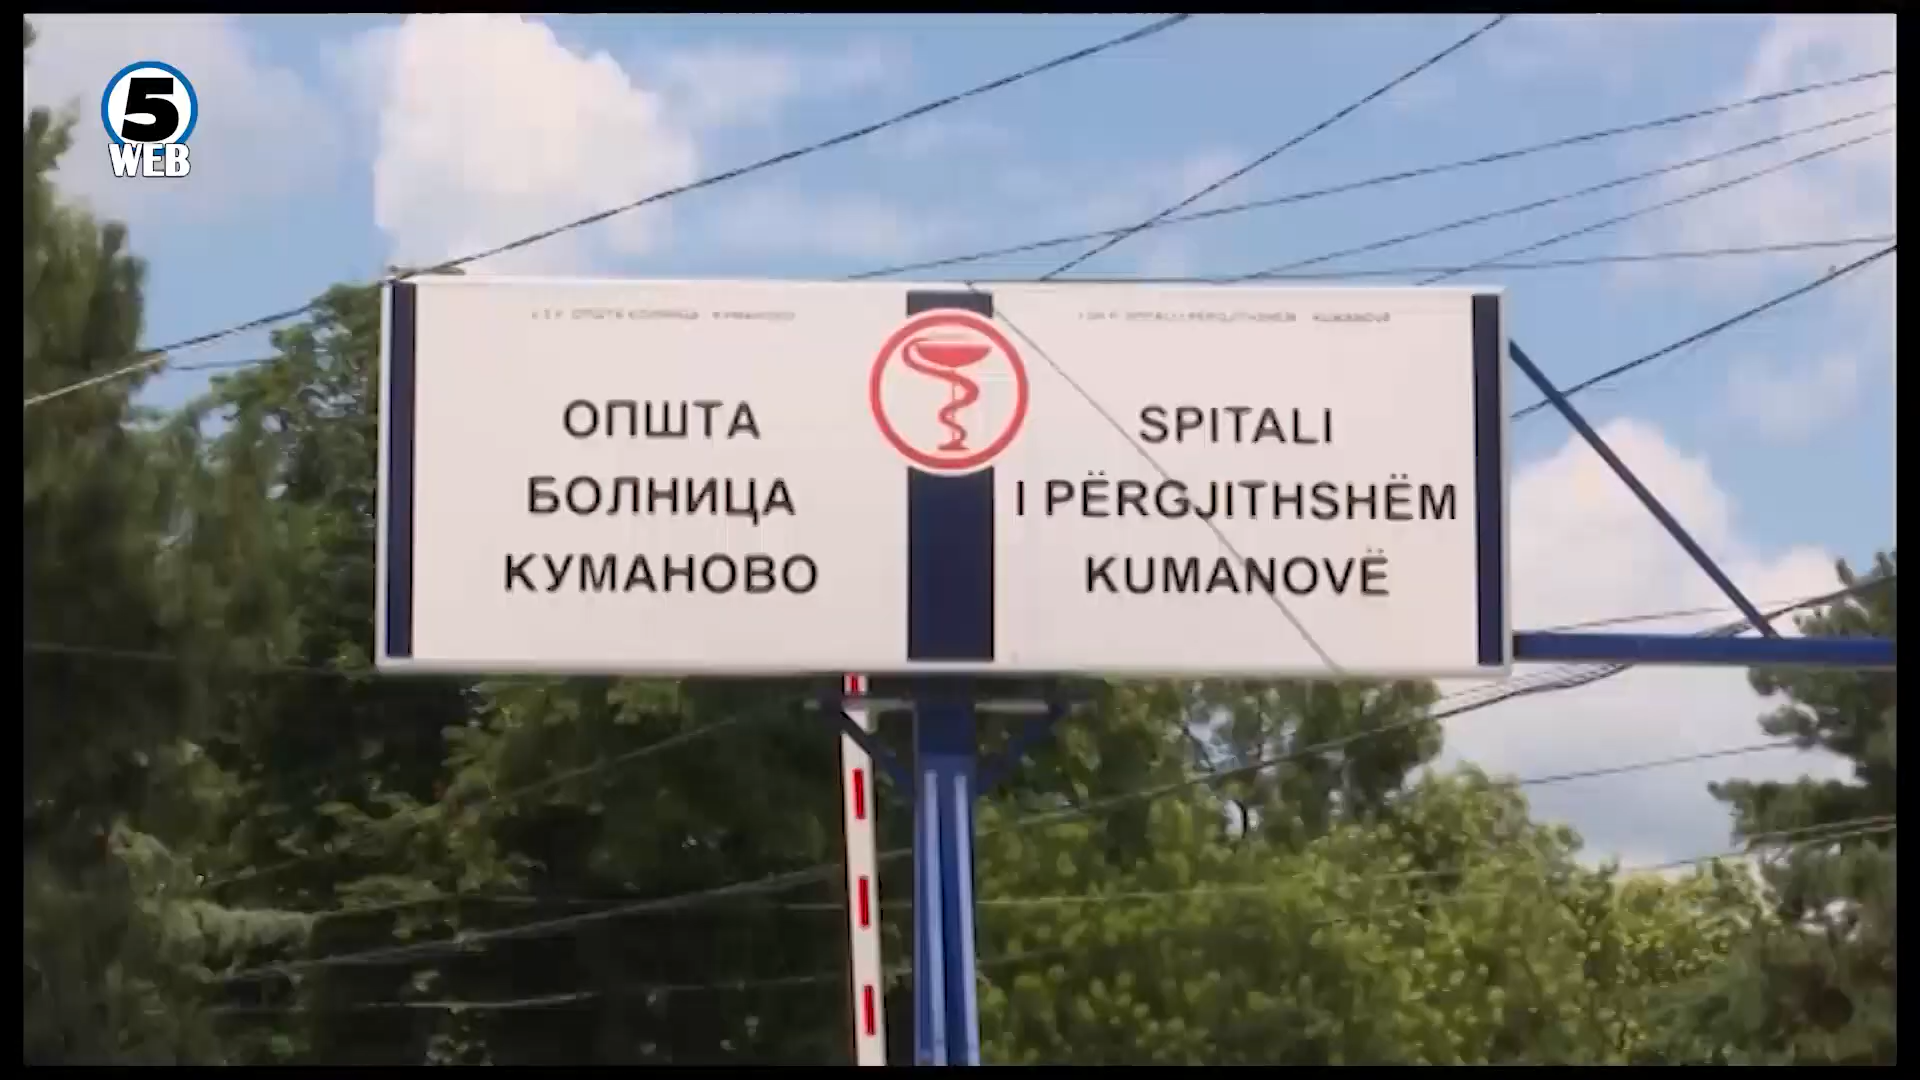 5
WEB
ОПШТА
БОЛНИЦА
КУМАНОВО
SPITALI
I PËRGJITHSHËM
KUMANOVË